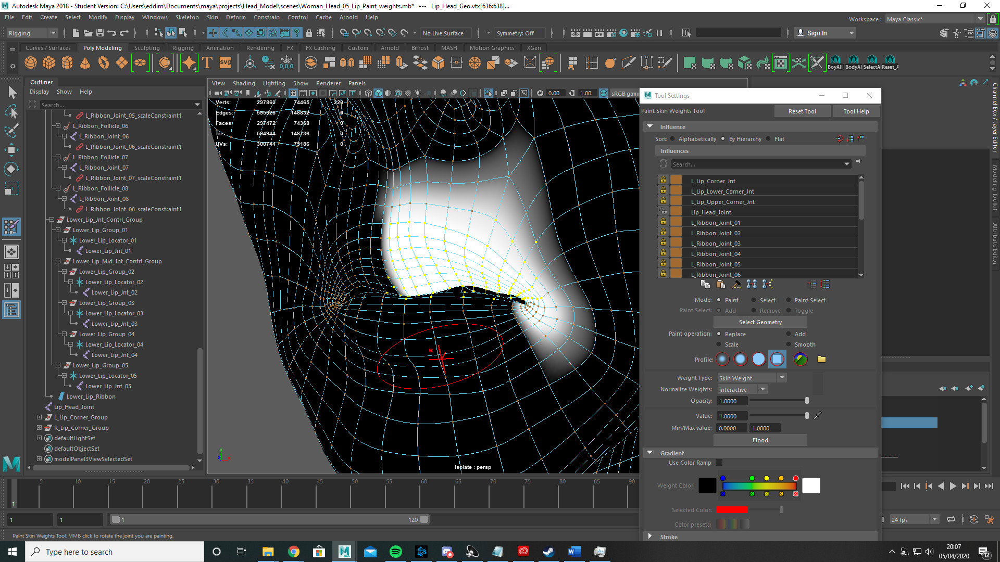 Autodesk Maya 2018 - Student Version: C:\Users\eddim\Documents\maya\projects\Head_Model\scenes\Woman_Head_05_Lip_Paint_weights.mb* --- Lip_Head_Geo.vtx[636:638]...
File Edit Create Select Modify Display Windows Skeleton Skin Deform Constrain Control Cache Arnold Help
Workspace : Maya Classic*
Rigging No Live Surface Symmetry: Off Sign In
Curves / Surfaces Poly Modeling Sculpting Rigging Animation Rendering FX FX Caching Custom Arnold Bifrost MASH Motion Graphics XGen
T svg 0,0,0 IPR
BoyAll BodyAl SelectA Reset_A
Outliner
Display Show Help
Search...
L_Ribbon_Joint_05_scaleConstraint1
L_Ribbon_Follicle_06
L_Ribbon_Joint_06
L_Ribbon_Joint_06_scaleConstraint1
L_Ribbon_Follicle_07
L_Ribbon_Joint_07
L_Ribbon_Joint_07_scaleConstraint1
L_Ribbon_Follicle_08
L_Ribbon_Joint_08
L_Ribbon_Joint_08_scaleConstraint1
Lower_Lip_Jnt_Contrl_Group
Lower_Lip_Group_01
Lower_Lip_Locator_01
Lower_Lip_Jnt_01
Lower_Lip_Mid_Jnt_Contrl_Group
Lower_Lip_Group_02
Lower_Lip_Locator_02
Lower_Lip_Jnt_02
Lower_Lip_Group_03
Lower_Lip_Locator_03
Lower_Lip_Jnt_03
Lower_Lip_Group_04
Lower_Lip_Locator_04
Lower_Lip_Jnt_04
Lower_Lip_Group_05
Lower_Lip_Locator_05
Lower_Lip_Jnt_05
Lower_Lip_Ribbon
Lip_Head_Joint
L_Lip_Corner_Group
R_Lip_Corner_Group
defaultLightSet
defaultObjectSet
modelPanel3ViewSelectedSet
View Shading Lighting Show Renderer Panels
0.00 1.00 sRGB gamm
Verts: 297860 74465 220
Edges: 595328 148832 0
Faces: 297472 74368 0
Tris: 594944 148736 0
UVs: 300744 75186 0
R
y
Isolate : persp
Tool Settings
Paint Skin Weights Tool Reset Tool Tool Help
Influence
Sort: Alphabetically By Hierarchy Flat
Influences
Search...
L_Lip_Corner_Jnt
L_Lip_Lower_Corner_Jnt
L_Lip_Upper_Corner_Jnt
Lip_Head_Joint
L_Ribbon_Joint_01
L_Ribbon_Joint_02
L_Ribbon_Joint_03
L_Ribbon_Joint_04
L_Ribbon_Joint_05
L_Ribbon_Joint_06
Mode: Paint Select Paint Select
Paint Select: Add Remove Toggle
Select Geometry
Paint operation: Replace Add
Scale Smooth
Profile:
Weight Type: Skin Weight
Normalize Weights: Interactive
Opacity: 1.0000
Value: 1.0000
Min/Max value: 0.0000 1.0000
Flood
Gradient
Use Color Ramp
Weight Color:
Selected Color:
Color presets:
Stroke
Channel Box / Layer Editor
Modeling Toolkit
Attribute Editor
5 10 15 20 25 30 35 40 45 50 55 60 65 70 75 80 85 90
1
1 1 1 120 24 fps
Paint Skin Weights Tool: MMB click to rotate the joint you are painting.
Type here to search
20:07
05/04/2020
12